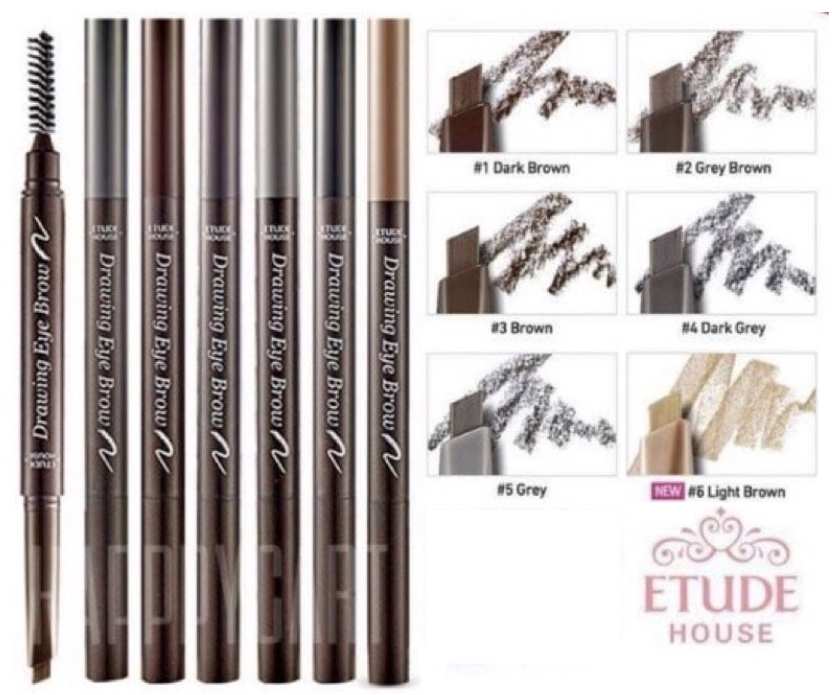 Drawing Eye Brow
ETUDE HOUSE
ETUDE HOUSE
Drawing Eye Brow
ETUDE HOUSE
Drawing Eye Brow
ETUDE HOUSE
Drawing Eye Brow
ETUDE HOUSE
Drawing Eye Brow
ETUDE HOUSE
Drawing Eye Brow
ETUDE HOUSE
Drawing Eye Brow
HAPPYCART
#1 Dark Brown
#2 Grey Brown
#3 Brown
#4 Dark Grey
#5 Grey
NEW #6 Light Brown
ETUDE
HOUSE